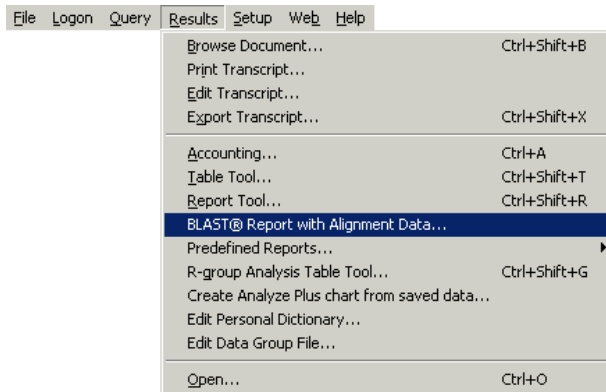 File Logon Query Results Setup Web Help
Browse Document... Ctrl+Shift+B
Print Transcript...
Edit Transcript...
Export Transcript... Ctrl+Shift+X
Accounting... Ctrl+A
Table Tool... Ctrl+Shift+T
Report Tool... Ctrl+Shift+R
BLAST® Report with Alignment Data...
Predefined Reports...
R-group Analysis Table Tool... Ctrl+Shift+G
Create Analyze Plus chart from saved data...
Edit Personal Dictionary...
Edit Data Group File...
Open... Ctrl+O